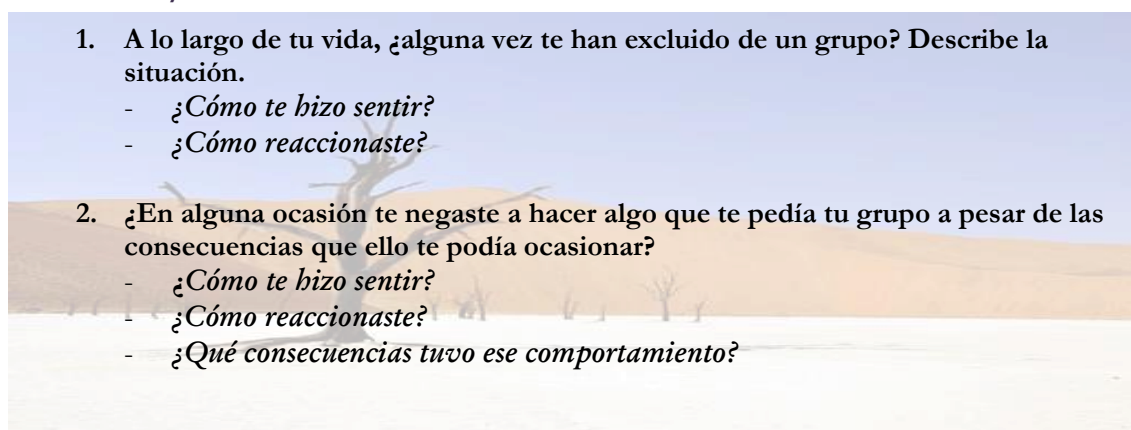 1. A lo largo de tu vida, ¿alguna vez te han excluido de un grupo? Describe la
situación.
- ¿Cómo te hizo sentir?
- ¿Cómo reaccionaste?
2. ¿En alguna ocasión te negaste a hacer algo que te pedía tu grupo a pesar de las
consecuencias que ello te podía ocasionar?
- ¿Cómo te hizo sentir?
- ¿Cómo reaccionaste?
- ¿Qué consecuencias tuvo ese comportamiento?